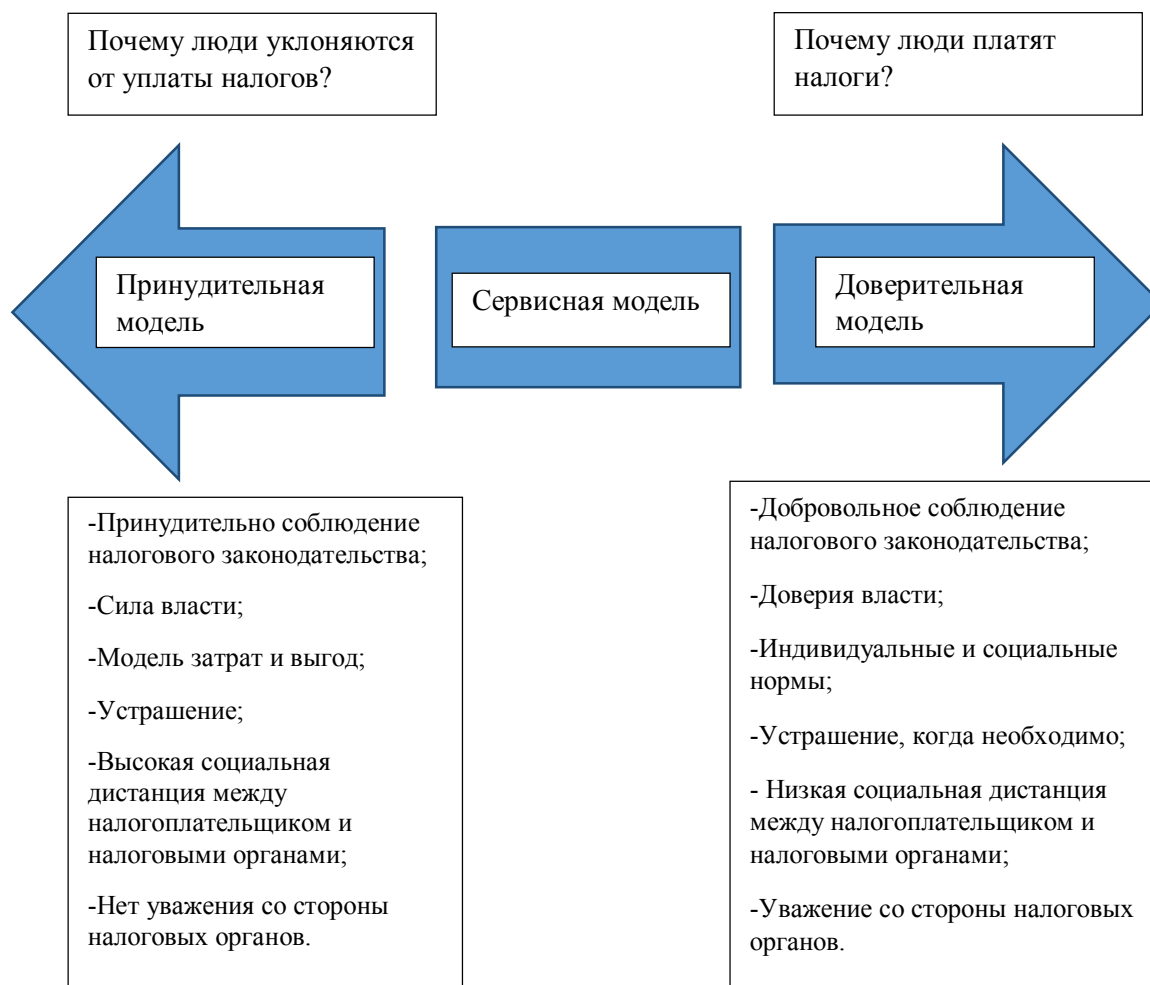 Почему люди уклоняются
от уплаты налогов?
Почему люди платят
налоги?
Принудительная
модель
Сервисная модель
Доверительная
модель
-Принудительно соблюдение
налогового законодательства;
-Сила власти;
-Модель затрат и выгод;
-Устрашение;
-Высокая социальная
дистанция между
налогоплательщиком и
налоговыми органами;
-Нет уважения со стороны
налоговых органов.
-Добровольное соблюдение
налогового законодательства;
-Доверия власти;
-Индивидуальные и социальные
нормы;
-Устрашение, когда необходимо;
- Низкая социальная дистанция
между налогоплательщиком и
налоговыми органами;
-Уважение со стороны налоговых
органов.